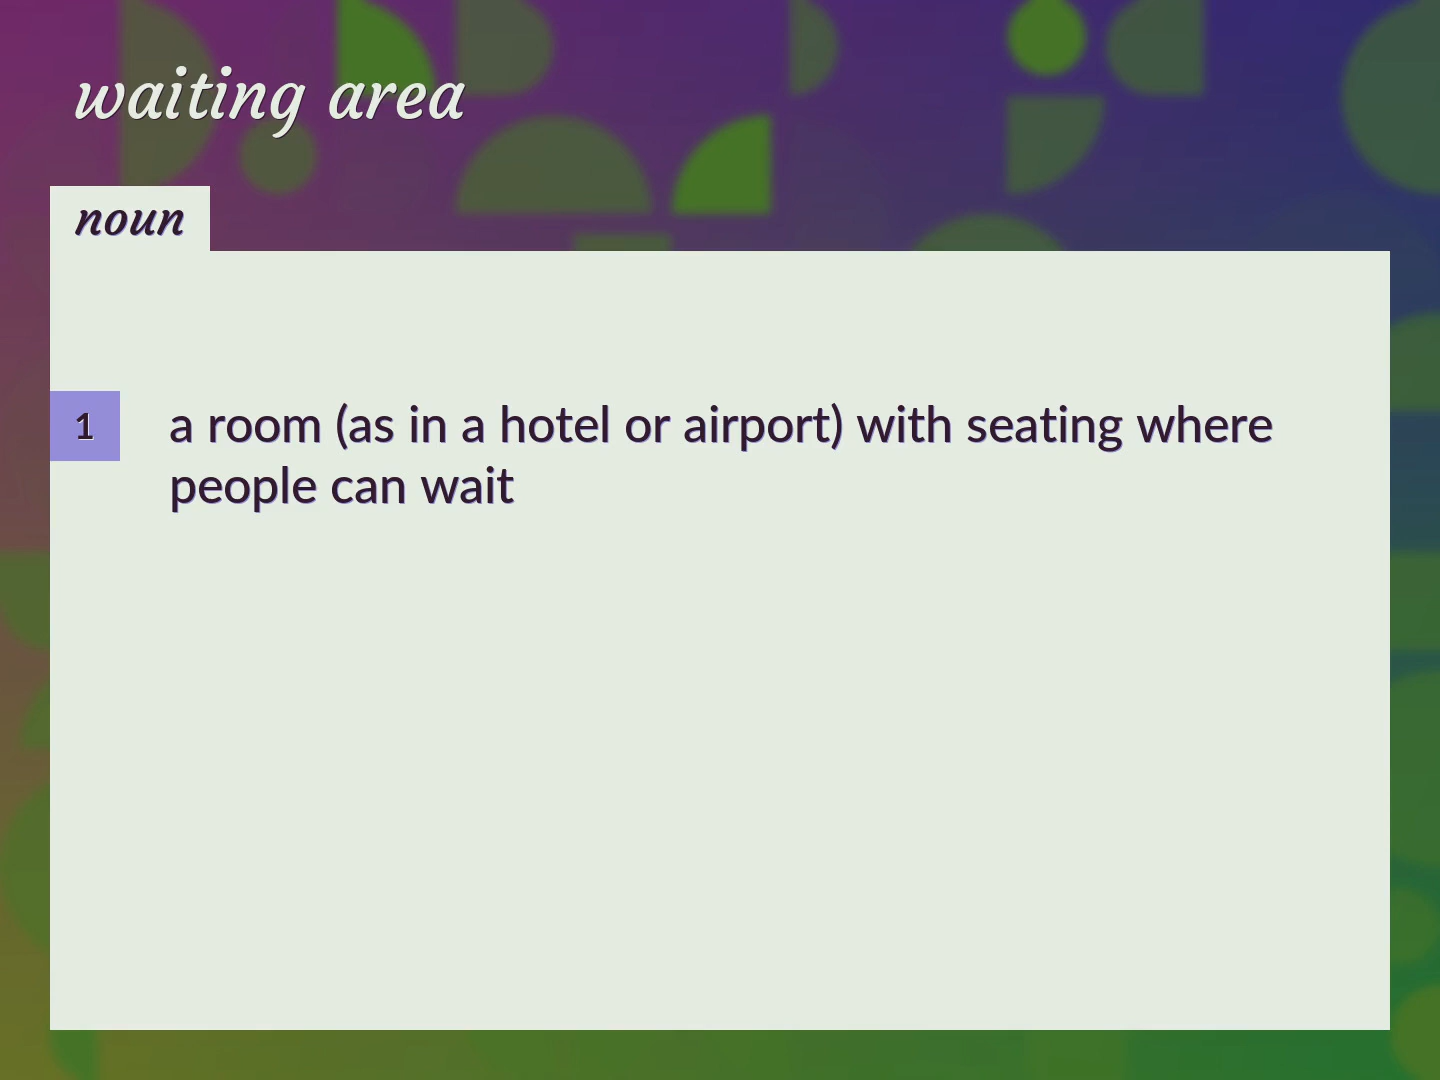 waiting area
noun
1
a room (as in a hotel or airport) with seating where
people can wait